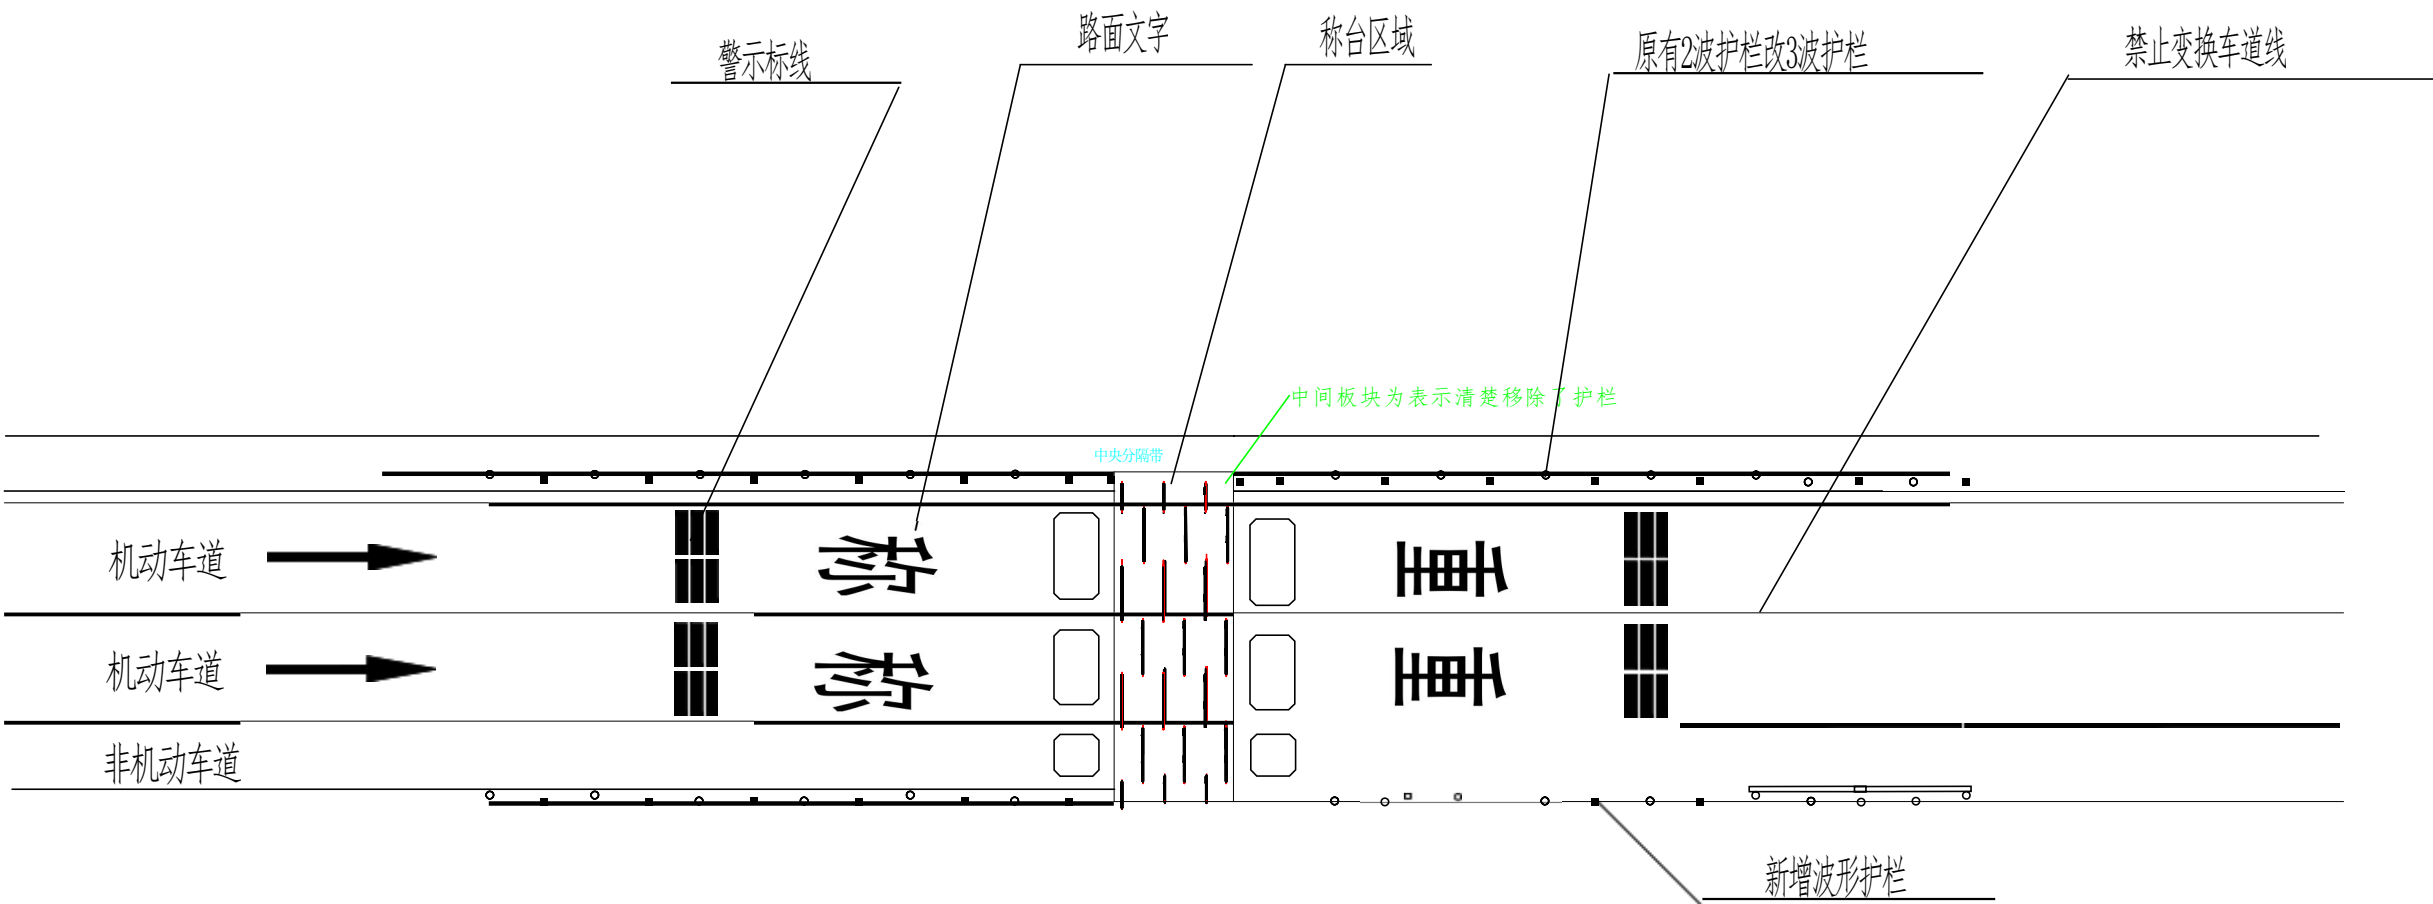 警示标线
路面文字
称台区域
原有2波护栏改3波护栏
禁止变换车道线
中间板块为表示清楚移除了护栏
中央分隔带
机动车道
称
重
机动车道
称
重
非机动车道
新增波形护栏